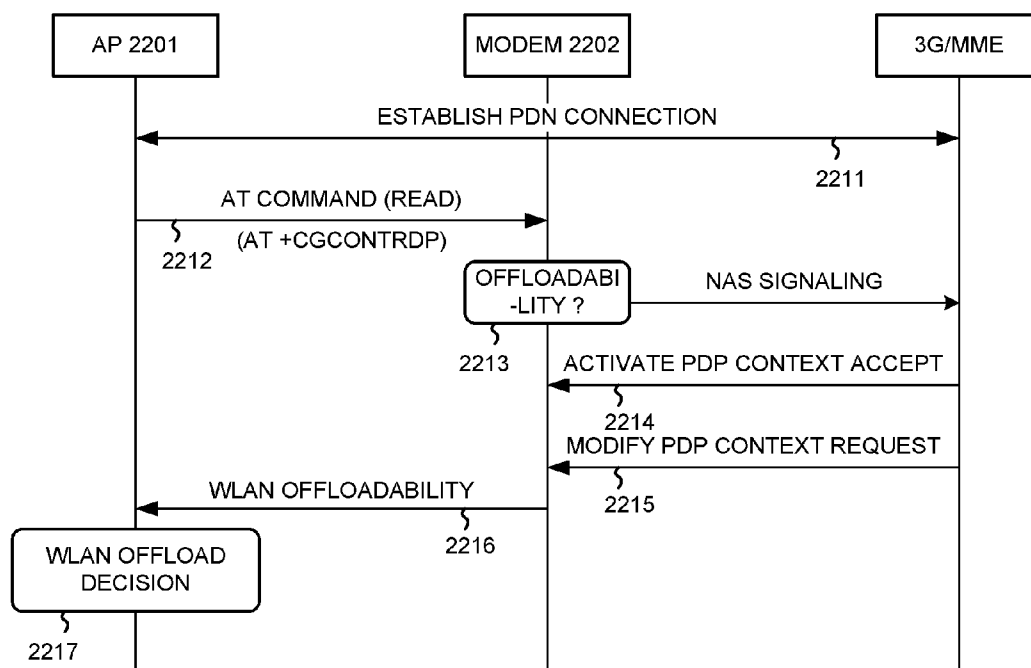 AP 2201
MODEM 2202
3G/MME
ESTABLISH PDN CONNECTION
2211
AT COMMAND (READ)
(AT +CGCONTRDP)
2212
OFFLOADABI
-LITY ?
NAS SIGNALING
2213
ACTIVATE PDP CONTEXT ACCEPT
2214
MODIFY PDP CONTEXT REQUEST
2215
WLAN OFFLOADABILITY
2216
WLAN OFFLOAD
DECISION
2217